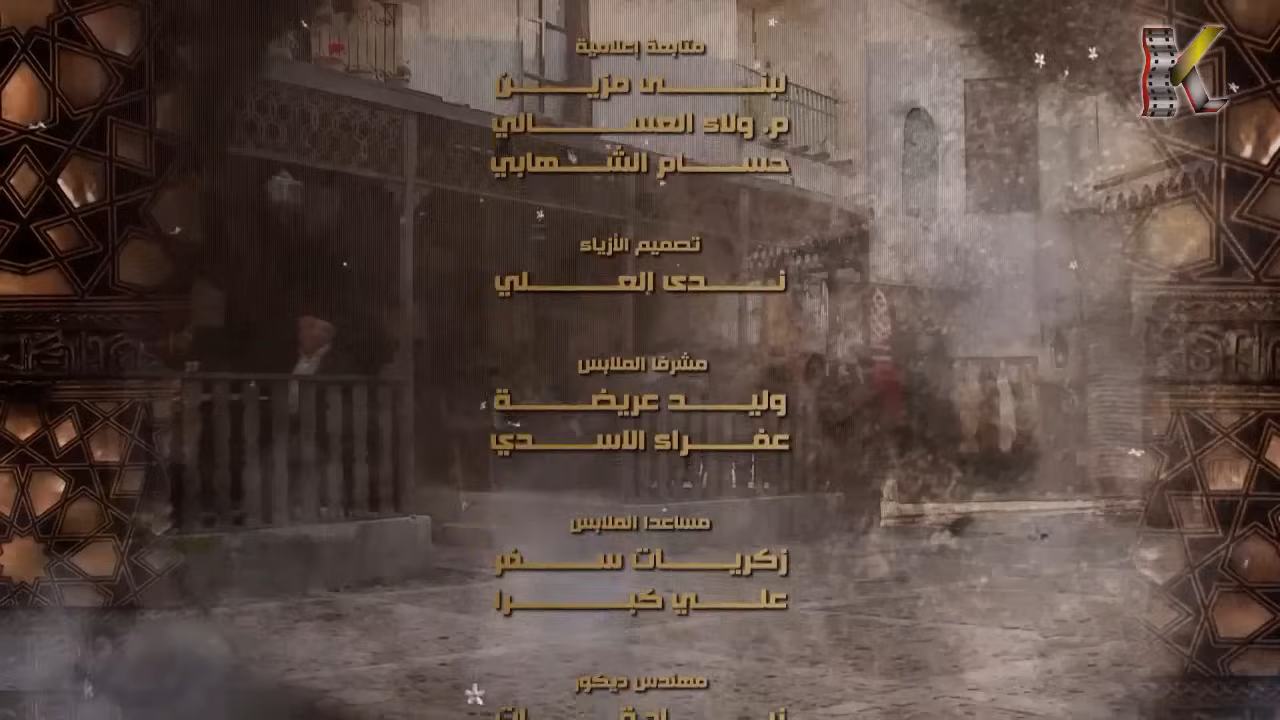 متابعة إعلامية
لبنى مزين
م. ولاء العسالي
حسام الشهابي
تصميم الأزياء
ندى العلي
مشرفا الملابس
وليد عريضة
عفراء الاسدي
مساعدا الملابس
زكريات سفر
علي كبرا
مهندس ديكور
K